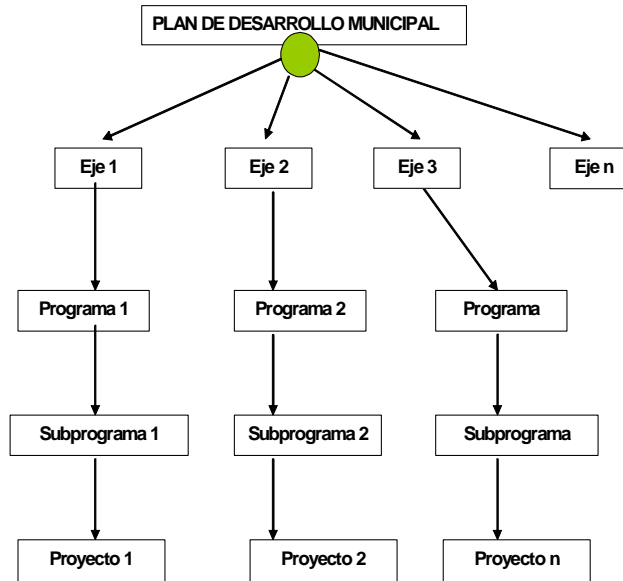 PLAN DE DESARROLLO MUNICIPAL
Eje 1
Eje 2
Eje 3
Eje n
Programa 1
Programa 2
Programa
Subprograma 1
Subprograma 2
Subprograma
Proyecto 1
Proyecto 2
Proyecto n